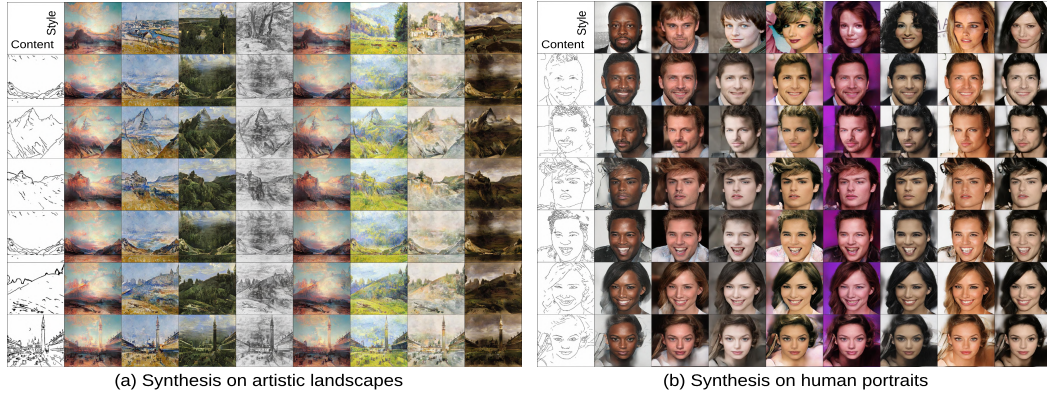 Style
Content
Style
Content
(a) Synthesis on artistic landscapes
(b) Synthesis on human portraits